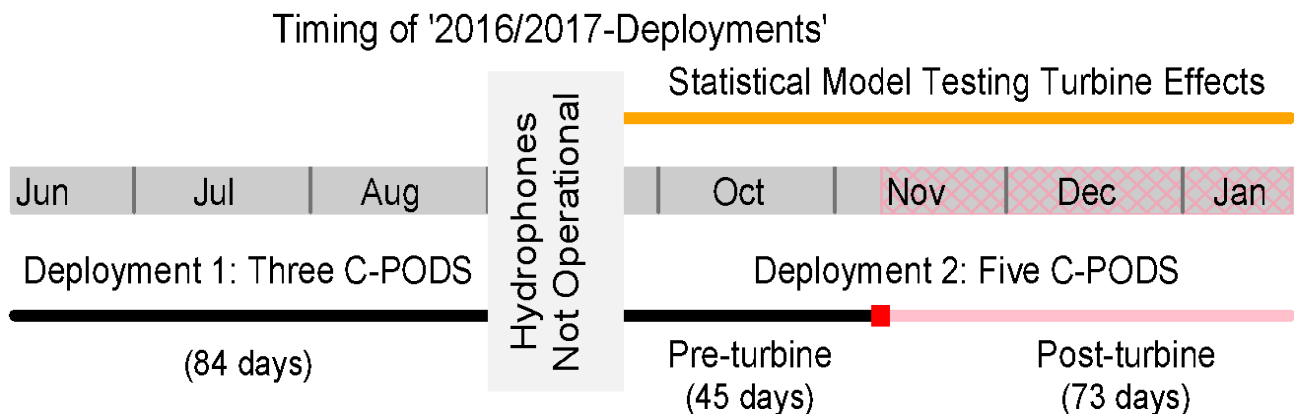 Timing of '2016/2017-Deployments'
Statistical Model Testing Turbine Effects
Hydrophones
Not Operational
Jun Jul Aug Oct Nov Dec Jan
Deployment 1: Three C-PODS
Deployment 2: Five C-PODS
(84 days)
Pre-turbine
(45 days)
Post-turbine
(73 days)